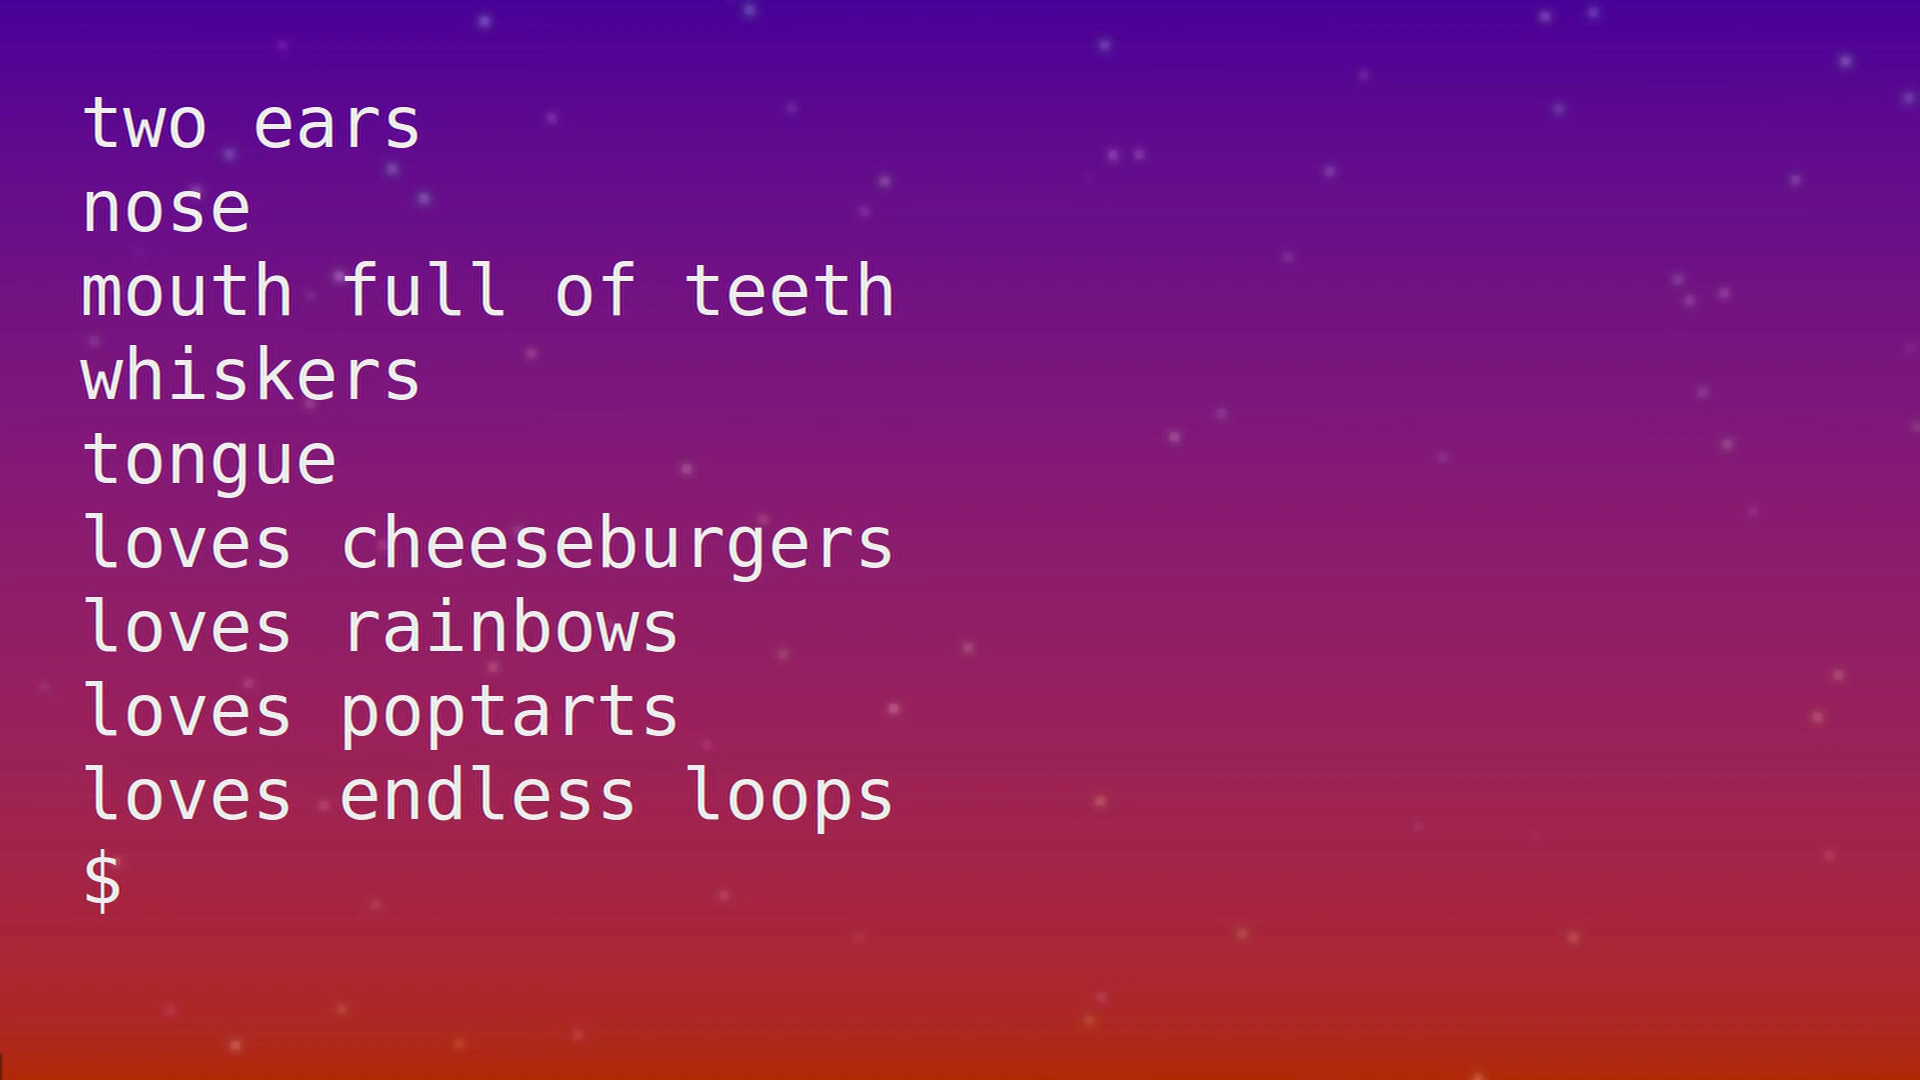 two ears
nose
mouth full of teeth
whiskers
tongue
loves cheeseburgers
loves rainbows
loves poptarts
loves endless loops
$